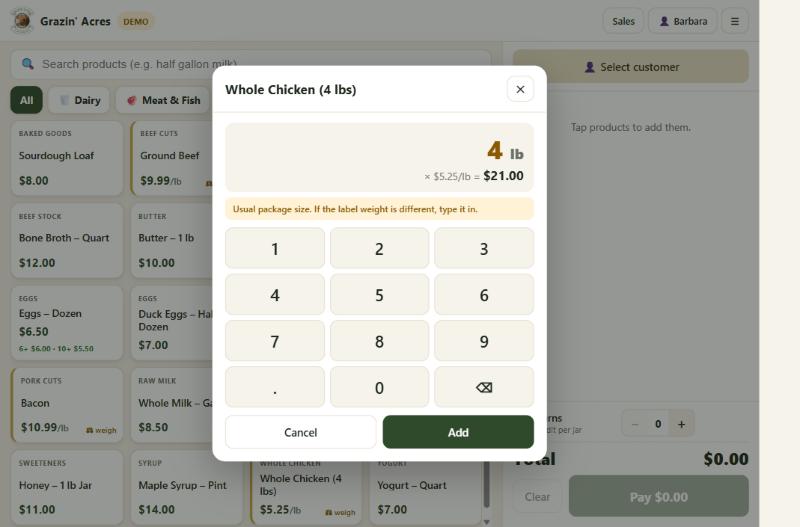 Grazin' Acres
DEMO
Sales
Barbara
Search products (e.g. half gallon milk)
Select customer
All
Dairy
Meat & Fish
Tap products to add them.
BAKED GOODS
Sourdough Loaf
$8.00
BEEF CUTS
Ground Beef
$9.99/lb
BEEF STOCK
Bone Broth – Quart
$12.00
BUTTER
Butter – 1 lb
$10.00
EGGS
Eggs – Dozen
$6.50
6+ $6.00 · 10+ $5.50
EGGS
Duck Eggs –
Dozen
$7.00
PORK CUTS
Bacon
$10.99/lb
weigh
RAW MILK
Whole Milk –
$8.50
SWEETENERS
Honey – 1 lb Jar
$11.00
SYRUP
Maple Syrup – Pint
$14.00
WHOLE CHICKEN
Whole Chicken (4
lbs)
$5.25/lb
weigh
YOGURT
Yogurt – Quart
$7.00
Whole Chicken (4 lbs)
4 lb
× $5.25/lb = $21.00
Usual package size. If the label weight is different, type it in.
1
2
3
4
5
6
7
8
9
.
0
Cancel
Add
per jar
− 0 +
Total
$0.00
Clear
Pay $0.00